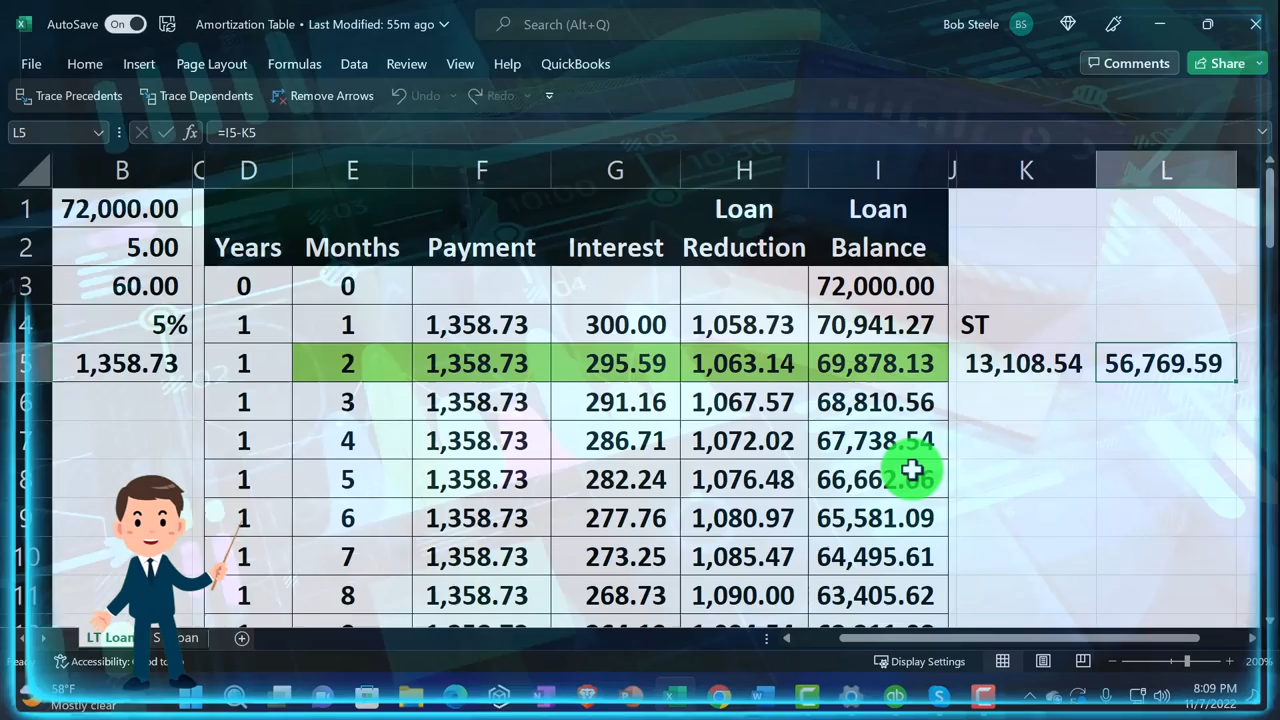 AutoSave On Amortization Table • Last Modified: 55m ago Search (Alt+Q) Bob Steele BS
File Home Insert Page Layout Formulas Data Review View Help QuickBooks Comments Share
Trace Precedents Trace Dependents Remove Arrows Undo Redo
L5 fx =I5-K5
B C D E F G H I J K L
1 72,000.00 Loan Loan
2 5.00 Years Months Payment Interest Reduction Balance
3 60.00 0 0 72,000.00
4 5% 1 1 1,358.73 300.00 1,058.73 70,941.27 ST
5 1,358.73 1 2 1,358.73 295.59 1,063.14 69,878.13 13,108.54 56,769.59
6 1 3 1,358.73 291.16 1,067.57 68,810.56
7 1 4 1,358.73 286.71 1,072.02 67,738.54
8 1 5 1,358.73 282.24 1,076.48
9 1 6 1,358.73 277.76 1,080.97 65,581.09
10 1 7 1,358.73 273.25 1,085.47 64,495.61
11 1 8 1,358.73 268.73 1,090.00 63,405.62
LT Loan
Accessibility: Display Settings 200%
58°F 8:09 PM
Mostly clear 11/7/2022